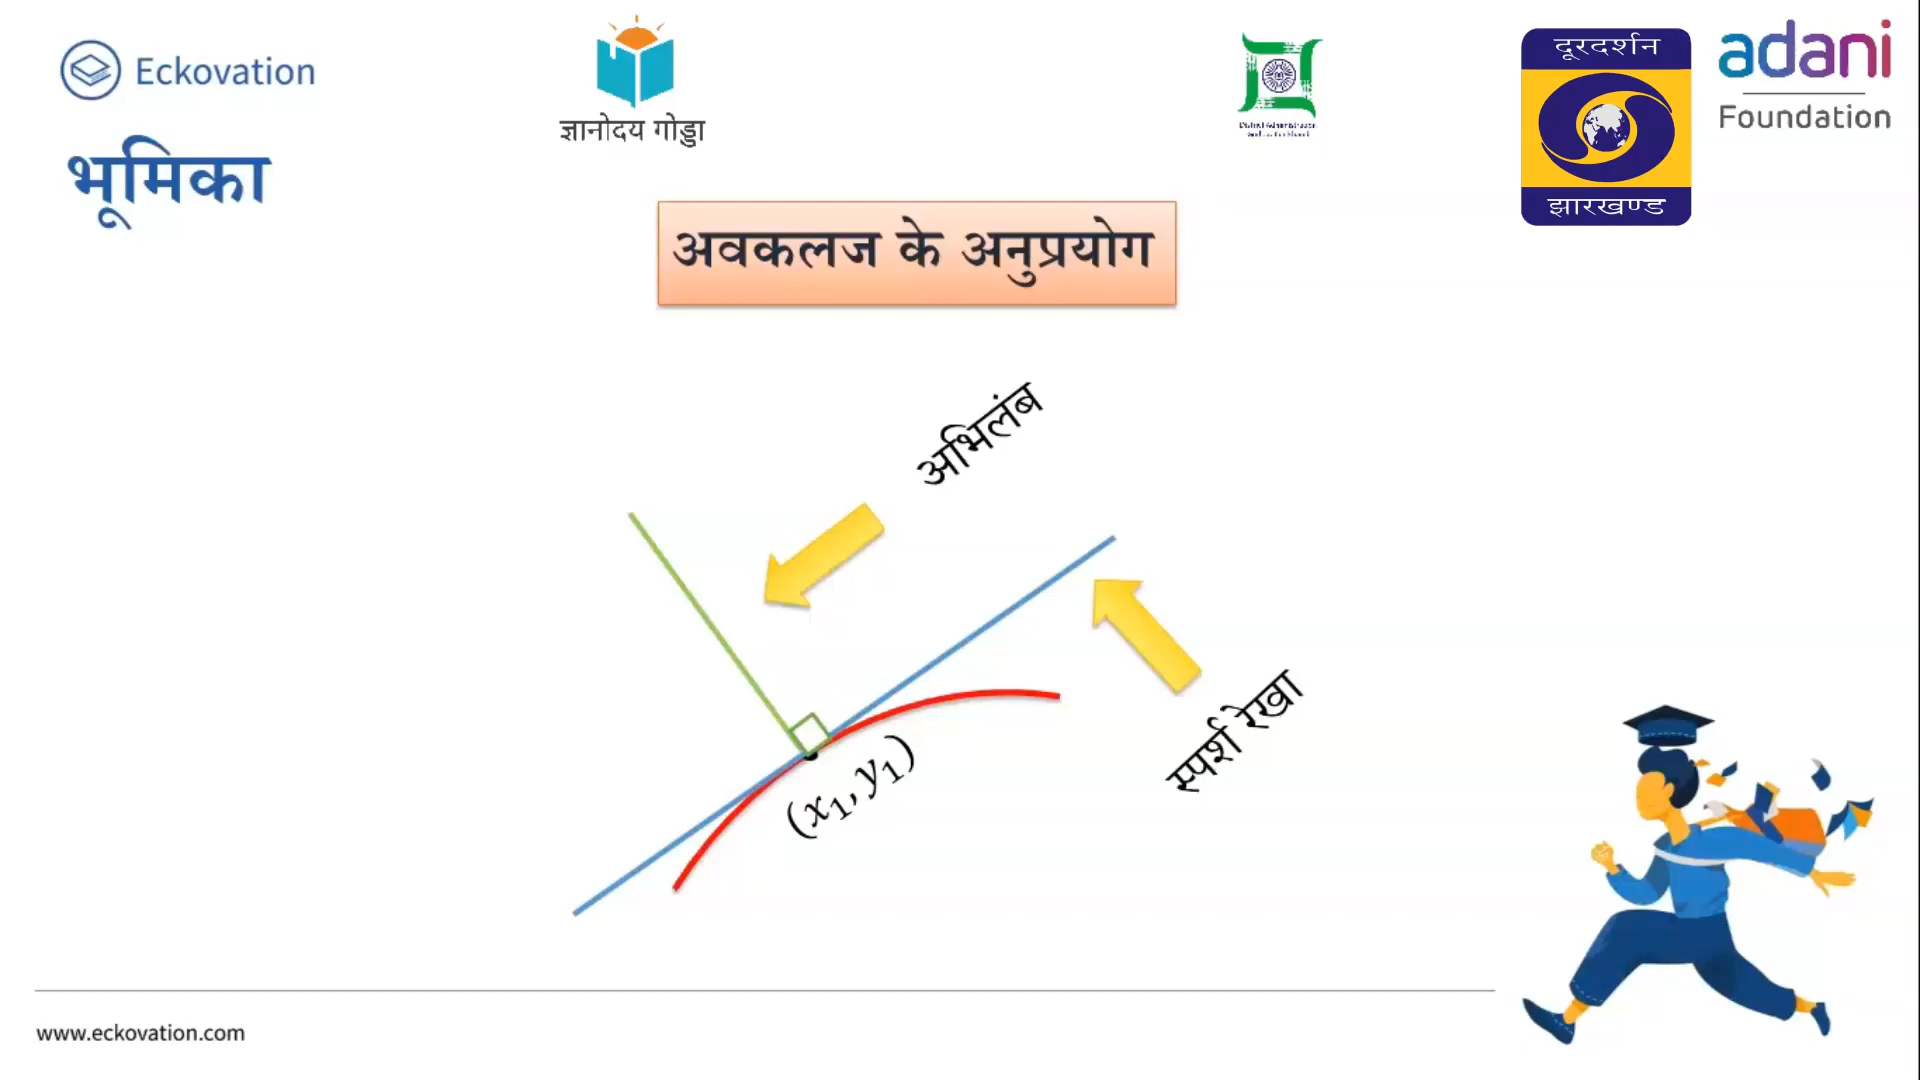 Eckovation
ज्ञानोदय गोड्डा
दूरदर्शन
झारखण्ड
adani
Foundation
भूमिका
अवकलज के अनुप्रयोग
अभिलंब
स्पर्श रेखा
(x₁, y₁)
www.eckovation.com